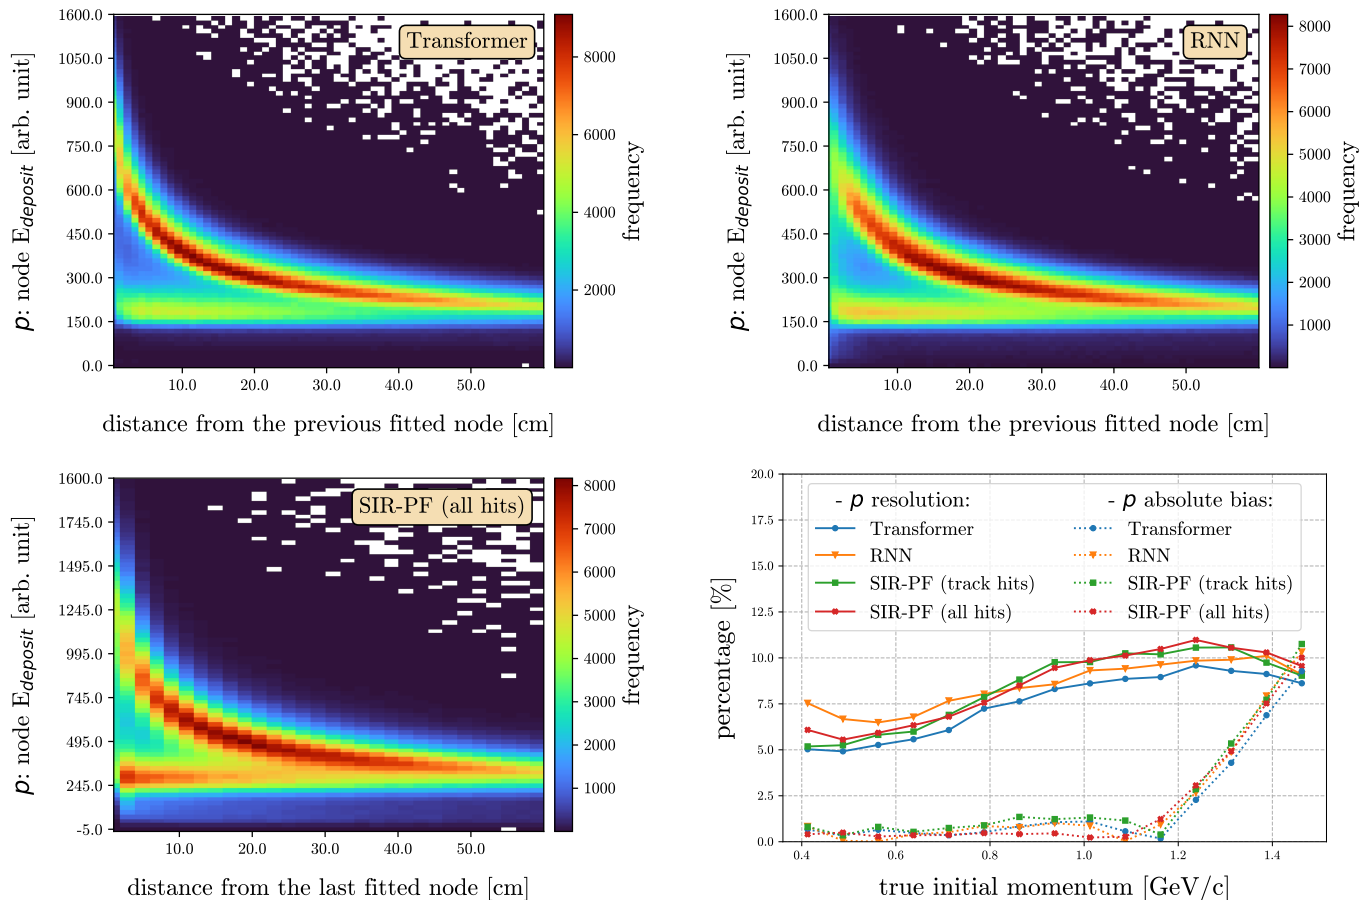 1600.0
1050.0
900.0
750.0
600.0
450.0
300.0
150.0
0.0
p: node E_deposit [arb. unit]
Transformer
10.0 20.0 30.0 40.0 50.0
distance from the previous fitted node [cm]
8000
6000
4000
2000
frequency
1600.0
1050.0
900.0
750.0
600.0
450.0
300.0
150.0
0.0
p: node E_deposit [arb. unit]
RNN
10.0 20.0 30.0 40.0 50.0
distance from the previous fitted node [cm]
8000
7000
6000
5000
4000
3000
2000
1000
frequency
1600.0
1745.0
1495.0
1245.0
995.0
745.0
495.0
245.0
-5.0
p: node E_deposit [arb. unit]
SIR-PF (all hits)
10.0 20.0 30.0 40.0 50.0
distance from the last fitted node [cm]
8000
7000
6000
5000
4000
3000
2000
1000
frequency
20.0
17.5
15.0
12.5
10.0
7.5
5.0
2.5
0.0
percentage [%]
- p resolution:
Transformer
RNN
SIR-PF (track hits)
SIR-PF (all hits)
- p absolute bias:
Transformer
RNN
SIR-PF (track hits)
SIR-PF (all hits)
0.4 0.6 0.8 1.0 1.2 1.4
true initial momentum [GeV/c]